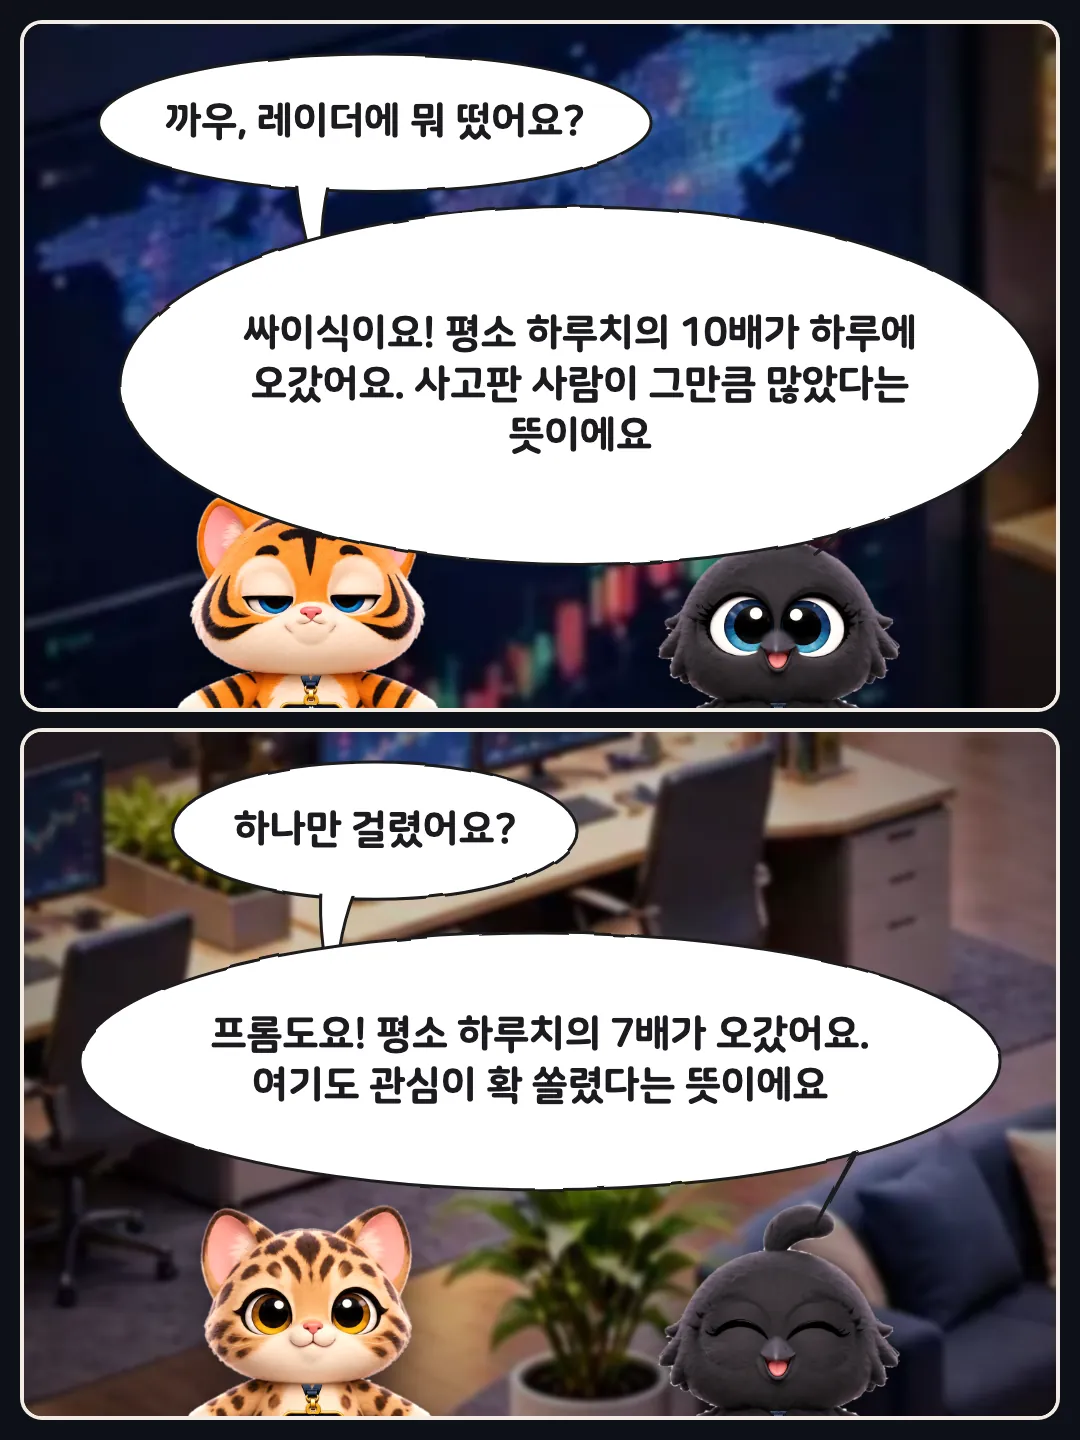 까우, 레이더에 뭐 떴어요?
싸이식이요! 평소 하루치의 10배가 하루에
오갔어요. 사고판 사람이 그만큼 많았다는
뜻이에요
하나만 걸렸어요?
프롬도요! 평소 하루치의 7배가 오갔어요.
여기도 관심이 확 쏠렸다는 뜻이에요